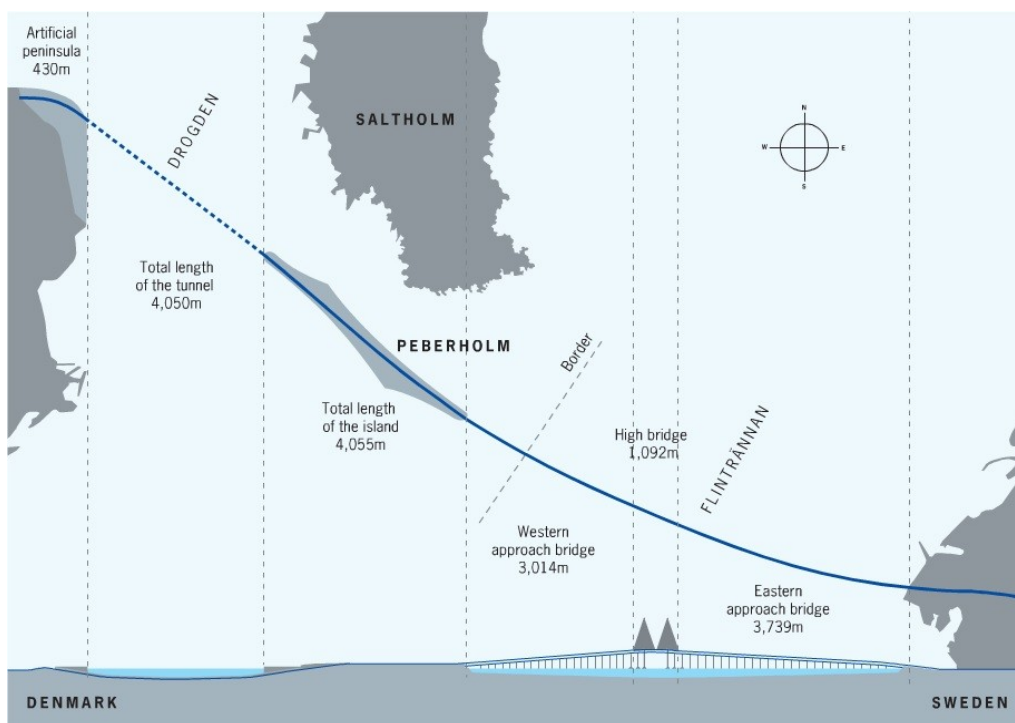 Artificial
peninsula
430m
DROGDEN
SALTHOLM
N
W
E
S
Total length
of the tunnel
4,050m
PEBERHOLM
Border
Total length
of the island
4,055m
High bridge
1,092m
FLINTRÄNNAN
Western
approach bridge
3,014m
Eastern
approach bridge
3,739m
DENMARK
SWEDEN